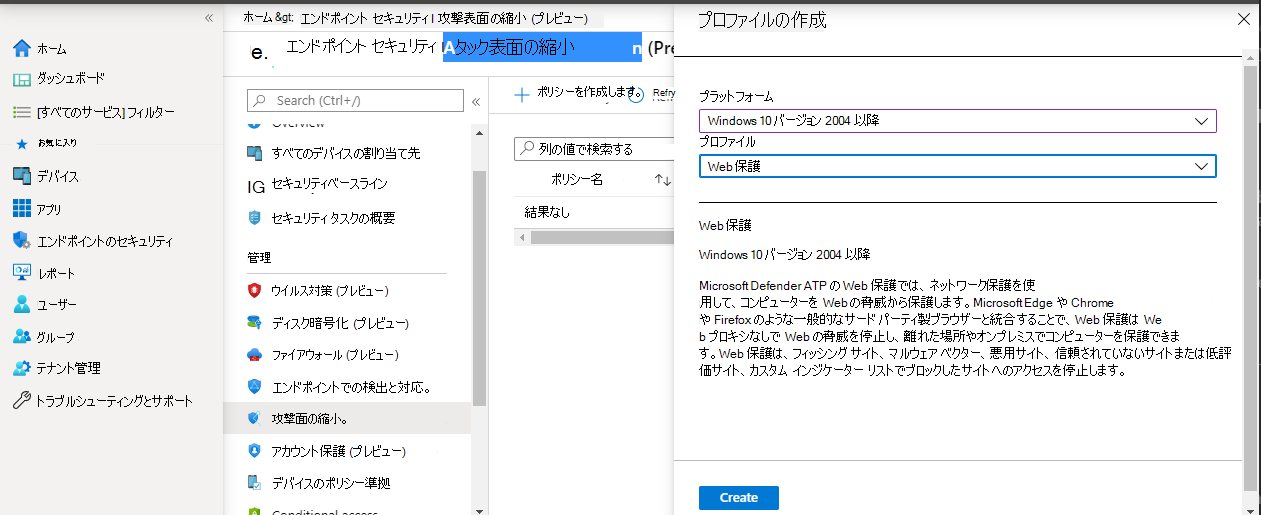 ホーム &gt; エンドポイント セキュリティ | 攻撃表面の縮小 (プレビュー)
e. エンドポイント セキュリティ | Aタック表面の縮小 n (Pre
ホーム
ダッシュボード
[すべてのサービス] フィルター
お気に入り
デバイス
アプリ
エンドポイントのセキュリティ
レポート
ユーザー
グループ
テナント管理
トラブルシューティングとサポート
Search (Ctrl+/)
Overview
すべてのデバイスの割り当て先
IG セキュリティベースライン
セキュリティ タスクの概要
管理
ウイルス対策 (プレビュー)
ディスク暗号化 (プレビュー)
ファイアウォール (プレビュー)
エンドポイントでの検出と対応。
攻撃面の縮小。
アカウント保護 (プレビュー)
デバイスのポリシー準拠
Conditional access
ポリシーを作成します。 Refry
列の値で検索する
ポリシー名
結果なし
プロファイルの作成
プラットフォーム
Windows 10 バージョン 2004 以降
プロファイル
Web 保護
Web 保護
Windows 10 バージョン 2004 以降
Microsoft Defender ATP の Web 保護では、ネットワーク保護を使
用して、コンピューターを Web の脅威から保護します。Microsoft Edge や Chrome
や Firefox のような一般的なサード パーティ製ブラウザーと統合することで、Web 保護は We
b プロキシなしで Web の脅威を停止し、離れた場所やオンプレミスでコンピューターを保護できま
す。Web 保護は、フィッシング サイト、マルウェア ベクター、悪用サイト、信頼されていないサイトまたは低評
価サイト、カスタム インジケーター リストでブロックしたサイトへのアクセスを停止します。
Create